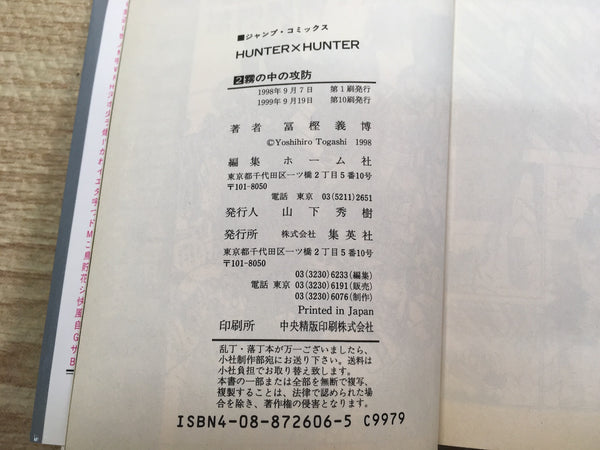 ■ジャンプ・コミックス
HUNTER×HUNTER
2霧の中の攻防
1998年9月7日 第1刷発行
1999年9月19日 第10刷発行
著者 冨樫義博
©Yoshihiro Togashi 1998
編集 ホーム社
東京都千代田区一ツ橋2丁目5番10号
〒101-8050
電話 東京 03(5211)2651
発行人 山下秀樹
発行所 株式会社 集英社
東京都千代田区一ツ橋2丁目5番10号
〒101-8050
03(3230)6233(編集)
電話 東京 03(3230)6191(販売)
03(3230)6076(制作)
Printed in Japan
印刷所 中央精版印刷株式会社
乱丁・落丁本が万一ございましたら、
小社制作部宛にお送り下さい。送料は
小社負担でお取り替え致します。
本書の一部または全部を無断で複写、
複製することは、法律で認められた場
合を除き、著作権の侵害となります。
ISBN4-08-872606-5 C9979